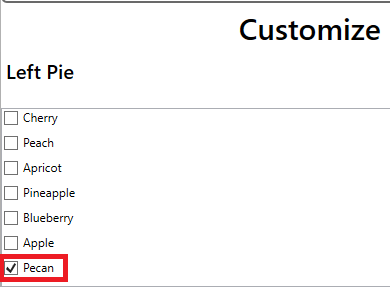 Customize
Left Pie
Cherry
Peach
Apricot
Pineapple
Blueberry
Apple
Pecan